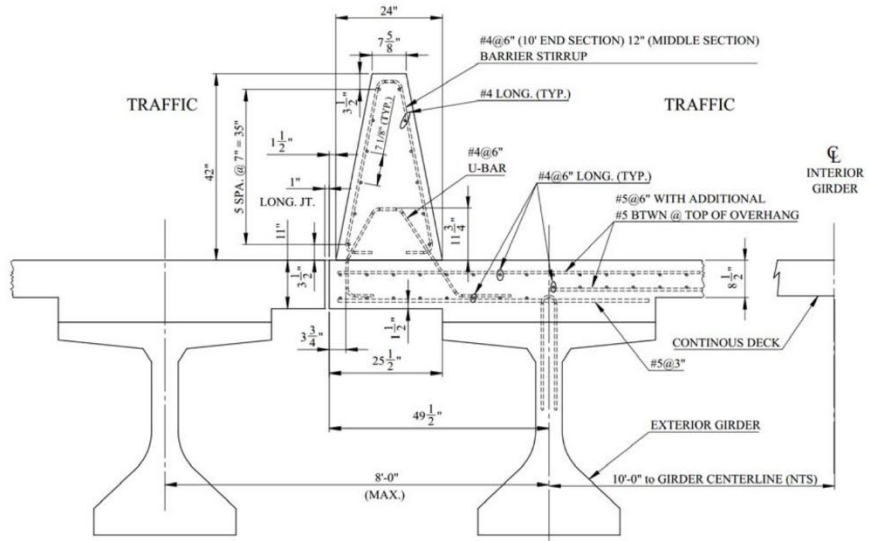 24"
7 5/8"
#4@6" (10' END SECTION) 12" (MIDDLE SECTION)
BARRIER STIRRUP
#4 LONG. (TYP.)
TRAFFIC
TRAFFIC
3 1/2"
7 1/8" (TYP.)
1 1/2"
42"
5 SPA. @ 7" = 35"
#4@6"
U-BAR
#4@6" LONG. (TYP.)
℄
INTERIOR
GIRDER
1"
LONG. JT.
#5@6" WITH ADDITIONAL
#5 BTWN @ TOP OF OVERHANG
11 3/4"
11"
3 1/2"
8 1/2"
3 3/4"
1 1/2"
CONTINOUS DECK
25 1/2"
#5@3"
49 1/2"
EXTERIOR GIRDER
8'-0"
(MAX.)
10'-0" to GIRDER CENTERLINE (NTS)